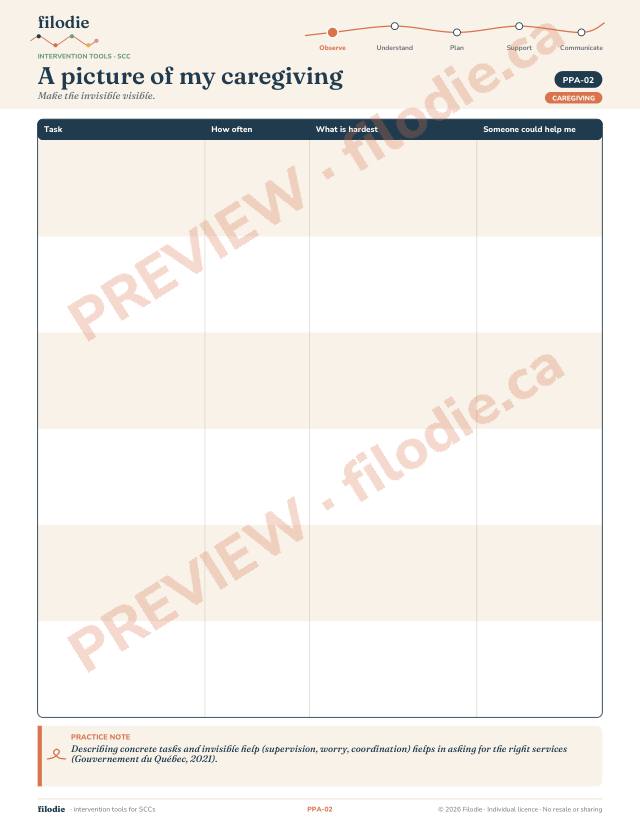 filodie
INTERVENTION TOOLS · SCC
Observe Understand Plan Support Communicate
A picture of my caregiving
Make the invisible visible.
PPA-02
CAREGIVING
Task How often What is hardest Someone could help me
PREVIEW · filodie.ca
PREVIEW · filodie.ca
PRACTICE NOTE
Describing concrete tasks and invisible help (supervision, worry, coordination) helps in asking for the right services
(Gouvernement du Québec, 2021).
filodie · intervention tools for SCCs PPA-02 © 2026 Filodie · Individual licence · No resale or sharing